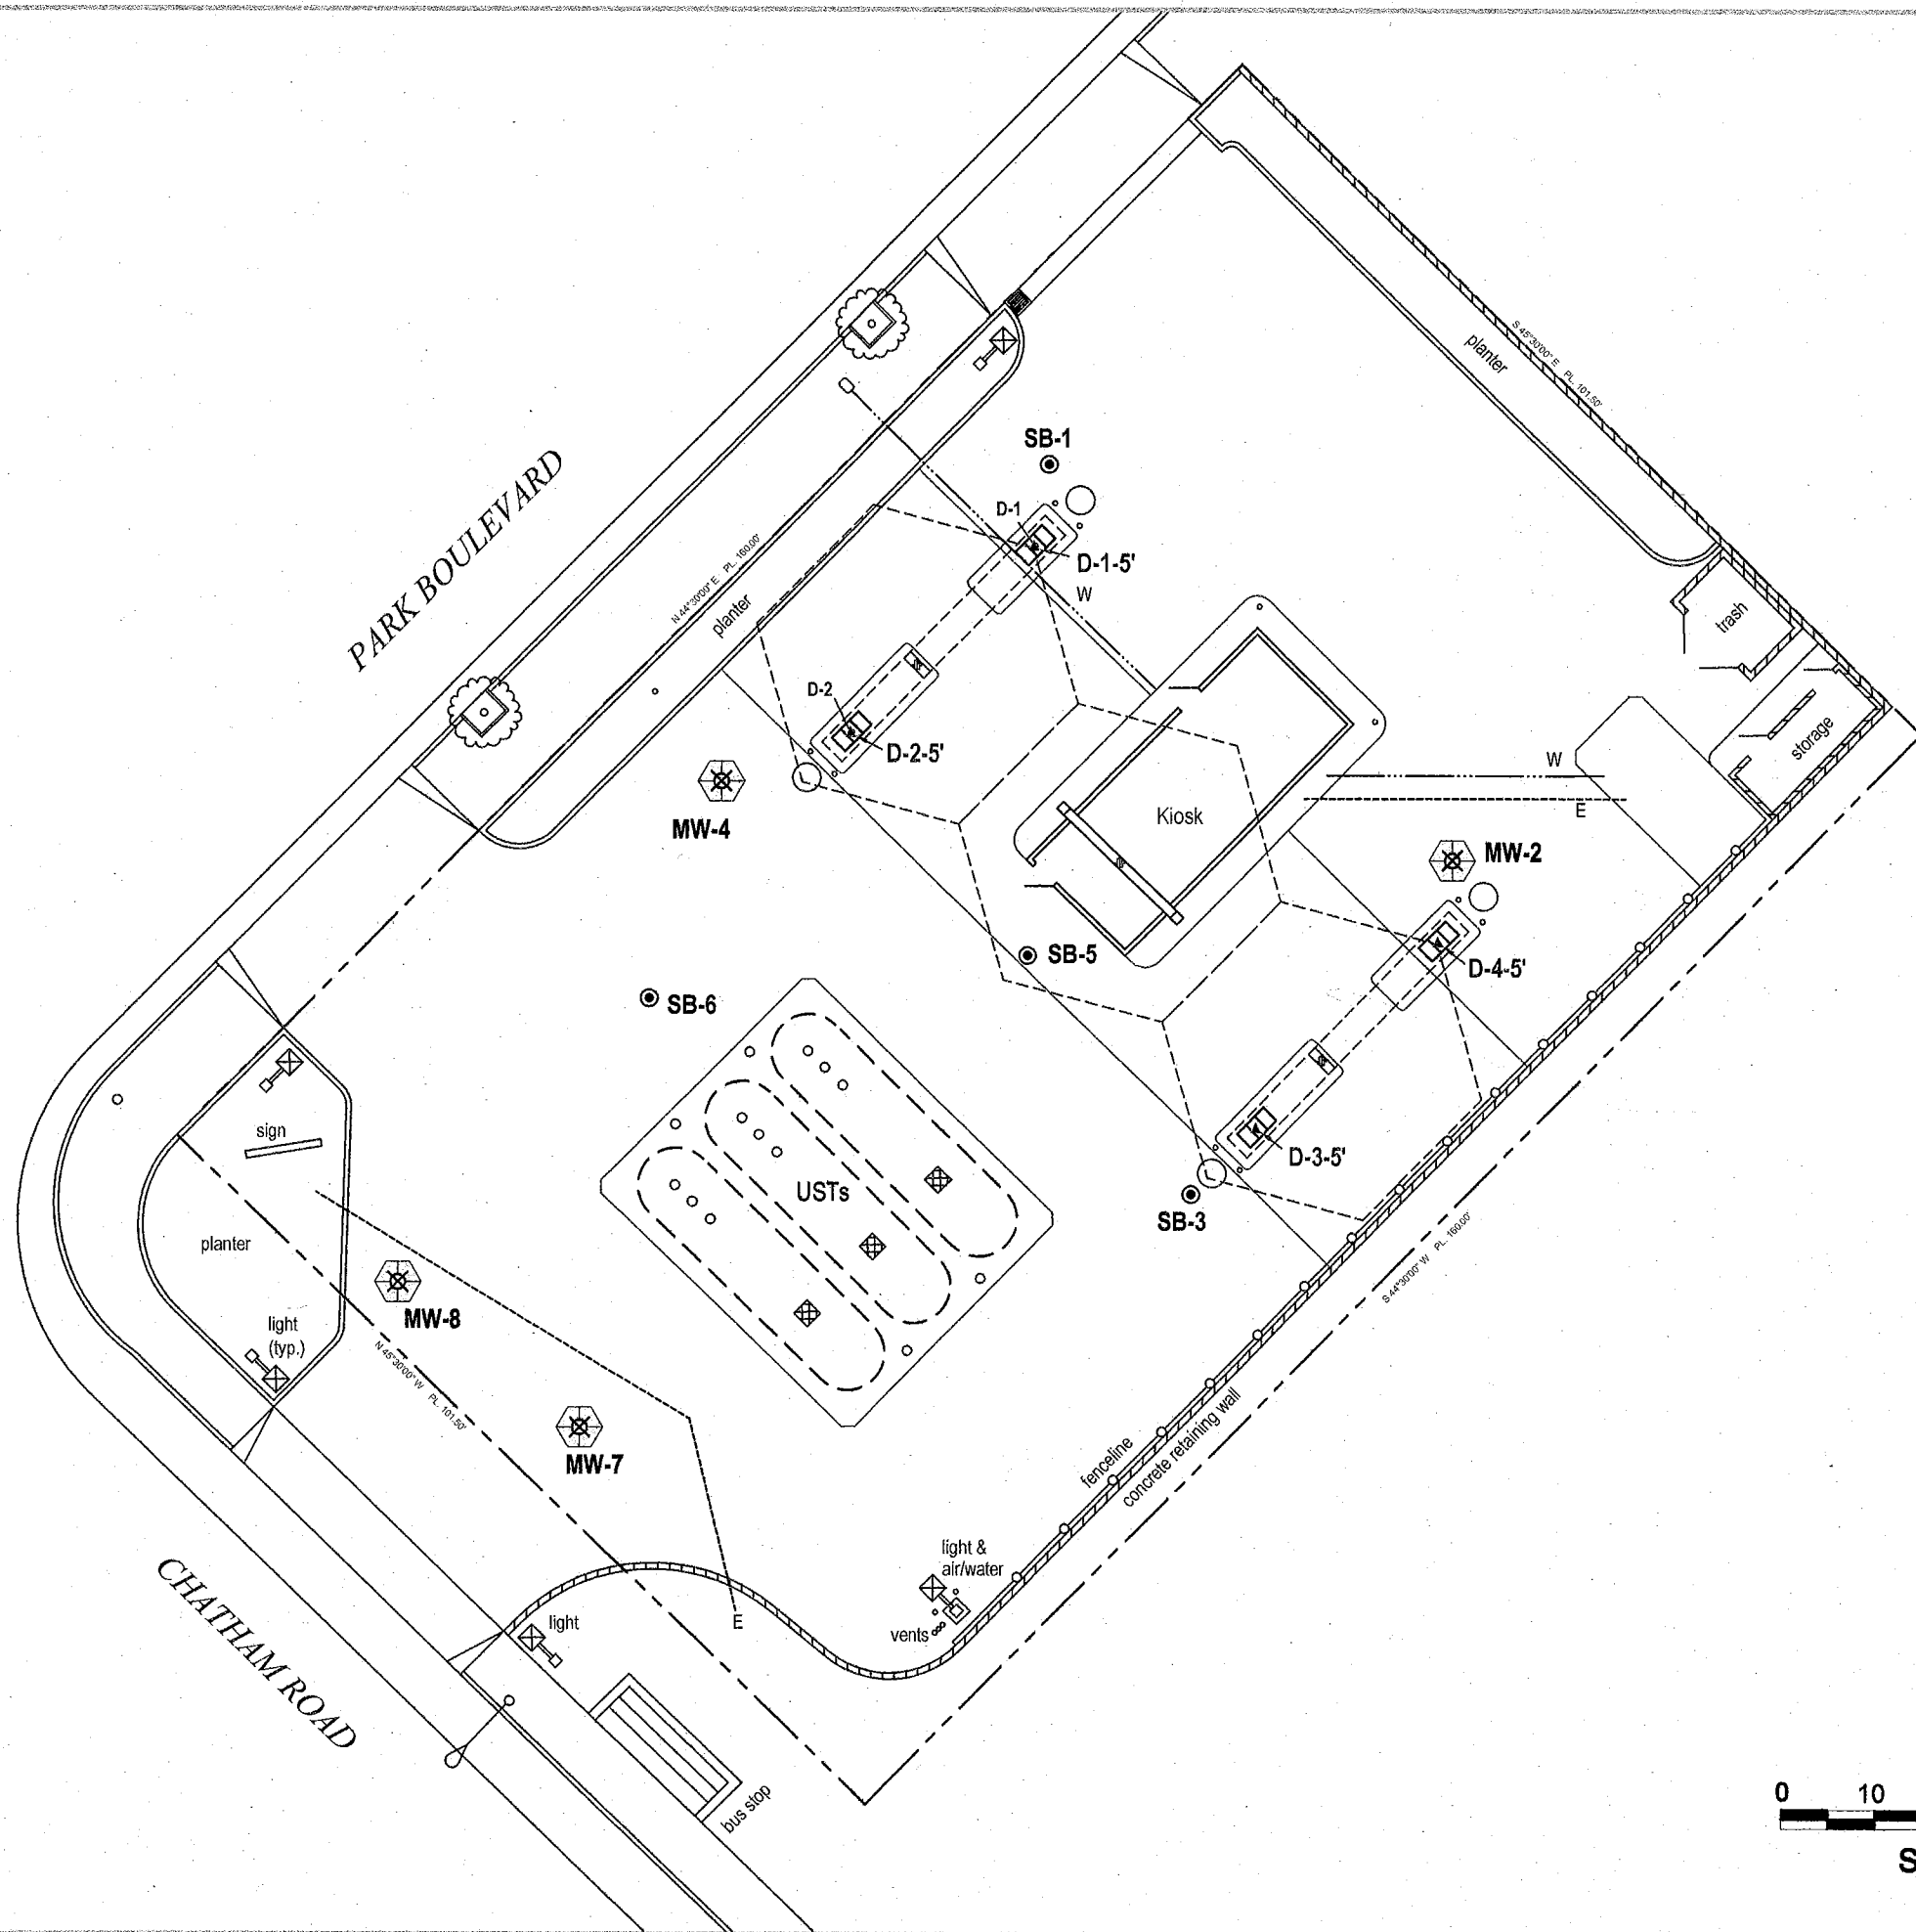 S 45°30'00" E PL. 101.50'
planter
SB-1
PARK BOULEVARD
D-1
D-1-5'
N 44°30'00" E PL. 160.00'
planter
W
trash
D-2
D-2-5'
storage
W
E
Kiosk
MW-4
MW-2
SB-5
D-4-5'
SB-6
sign
USTs
D-3-5'
SB-3
planter
S 44°30'00" W PL. 160.00'
MW-8
light
(typ.)
N 45°30'00" W PL. 101.50'
MW-7
fenceline
concrete retaining wall
light &
air/water
light
E
vents
CHATHAM ROAD
bus stop
0 10
S